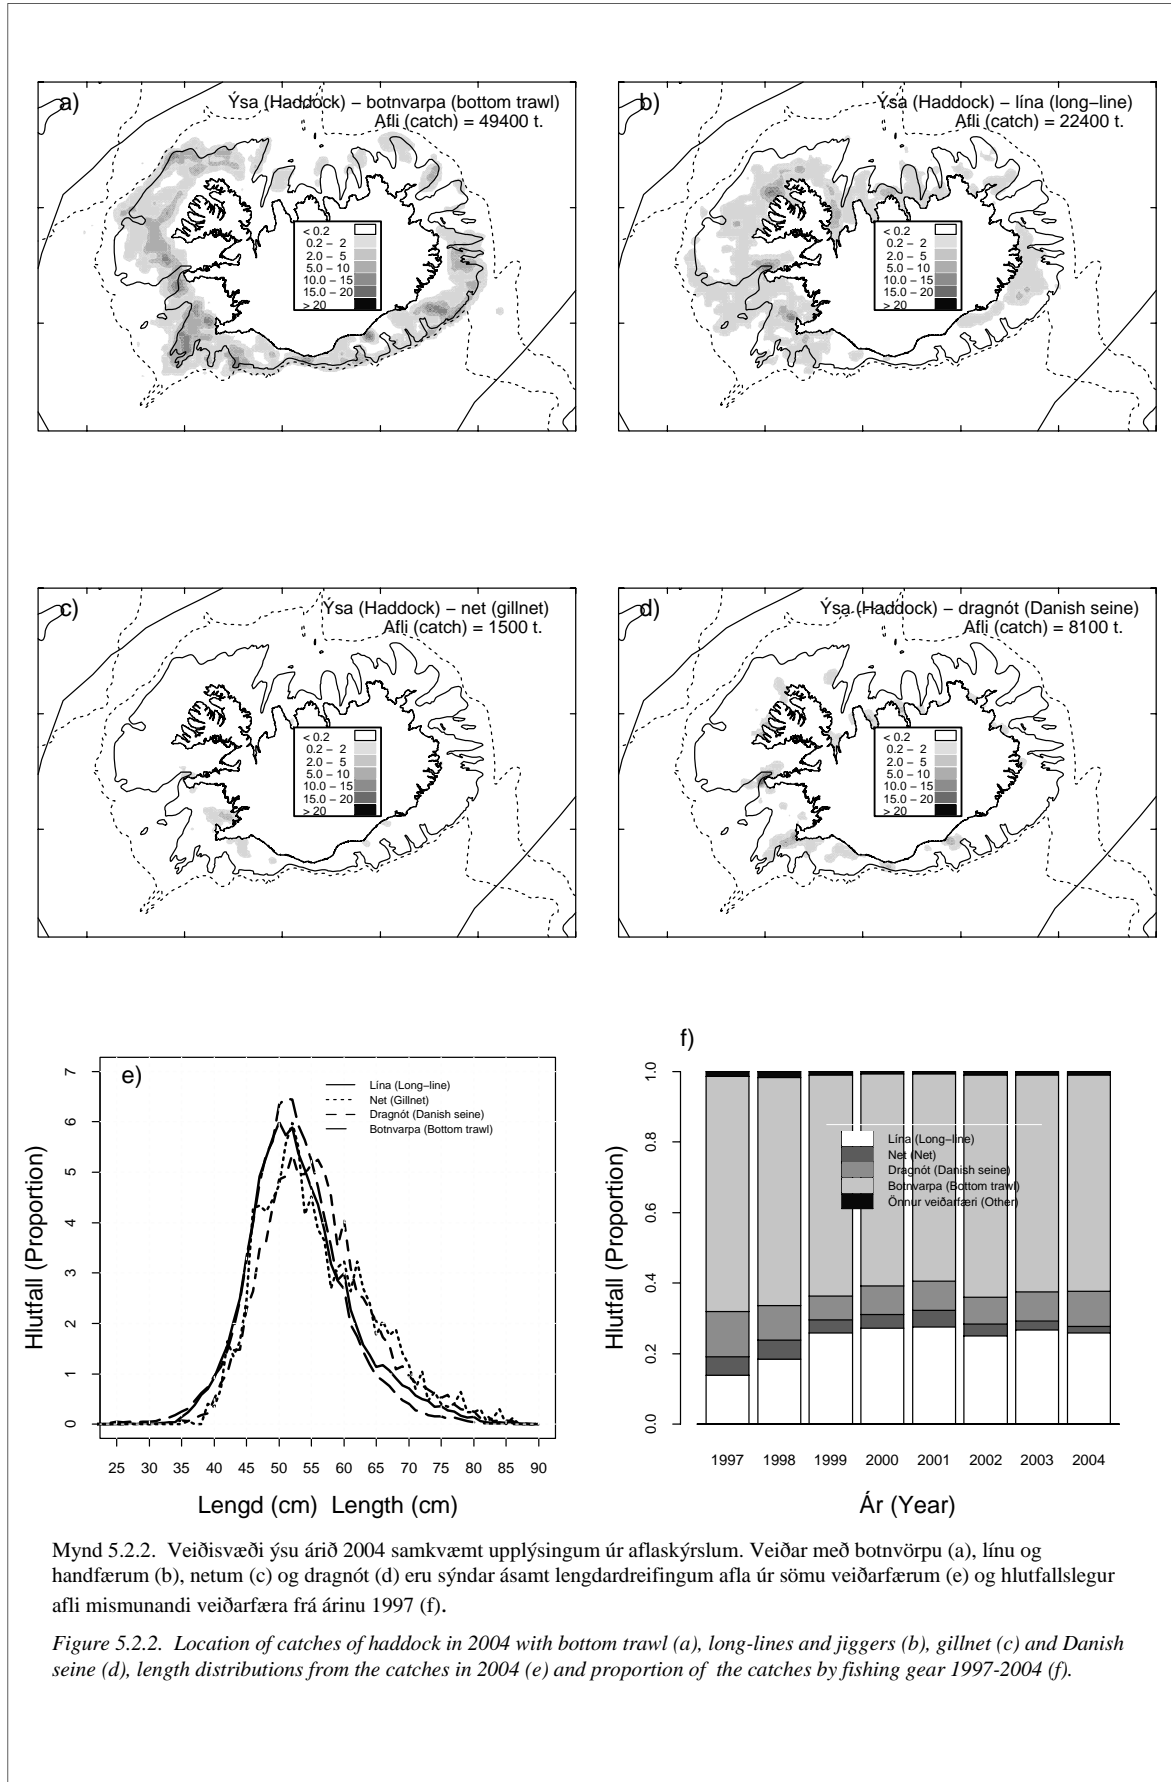 a)
Ýsa (Haddock) – botnvarpa (bottom trawl)
Afli (catch) = 49400 t.
< 0.2
0.2 – 2
2.0 – 5
5.0 – 10
10.0 – 15
15.0 – 20
> 20
b)
Ýsa (Haddock) – lína (long–line)
Afli (catch) = 22400 t.
< 0.2
0.2 – 2
2.0 – 5
5.0 – 10
10.0 – 15
15.0 – 20
> 20
c)
Ýsa (Haddock) – net (gillnet)
Afli (catch) = 1500 t.
< 0.2
0.2 – 2
2.0 – 5
5.0 – 10
10.0 – 15
15.0 – 20
> 20
d)
Ýsa (Haddock) – dragnót (Danish seine)
Afli (catch) = 8100 t.
< 0.2
0.2 – 2
2.0 – 5
5.0 – 10
10.0 – 15
15.0 – 20
> 20
e)
Lína (Long–line)
Net (Gillnet)
Dragnót (Danish seine)
Botnvarpa (Bottom trawl)
Hlutfall (Proportion)
7
6
5
4
3
2
1
0
25 30 35 40 45 50 55 60 65 70 75 80 85 90
Lengd (cm) Length (cm)
f)
Lína (Long–line)
Net (Net)
Dragnót (Danish seine)
Botnvarpa (Bottom trawl)
Önnur veiðarfæri (Other)
Hlutfall (Proportion)
1.0
0.8
0.6
0.4
0.2
0.0
1997 1998 1999 2000 2001 2002 2003 2004
Ár (Year)
Mynd 5.2.2. Veiðisvæði ýsu árið 2004 samkvæmt upplýsingum úr aflaskýrslum. Veiðar með botnvörpu (a), línu og
handfærum (b), netum (c) og dragnót (d) eru sýndar ásamt lengdardreifingum afla úr sömu veiðarfærum (e) og hlutfallslegur
afli mismunandi veiðarfæra frá árinu 1997 (f).
Figure 5.2.2. Location of catches of haddock in 2004 with bottom trawl (a), long-lines and jiggers (b), gillnet (c) and Danish
seine (d), length distributions from the catches in 2004 (e) and proportion of the catches by fishing gear 1997-2004 (f).